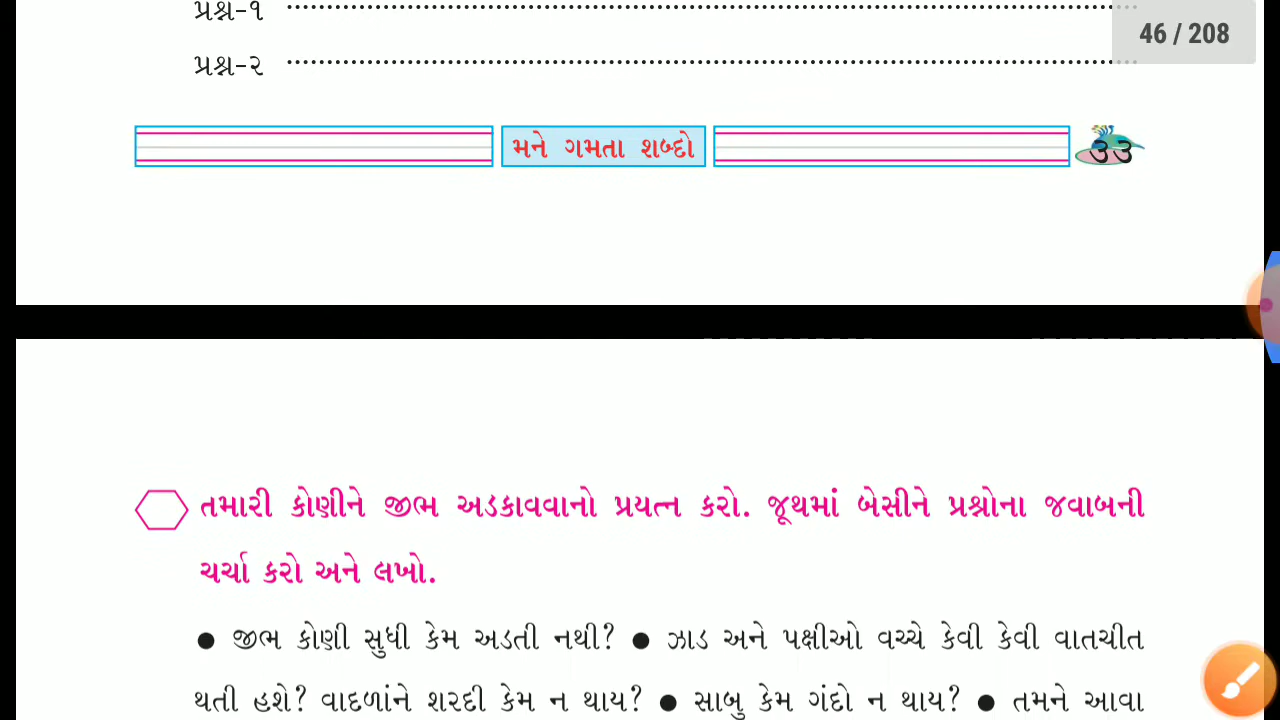 પ્રશ્ન-૧ ........................................................................
46 / 208
પ્રશ્ન-૨ ........................................................................
મને ગમતા શબ્દો
૩૩
તમારી કોણીને જીભ અડકાવવાનો પ્રયત્ન કરો. જૂથમાં બેસીને પ્રશ્નોના જવાબની
ચર્ચા કરો અને લખો.
● જીભ કોણી સુધી કેમ અડતી નથી? ● ઝાડ અને પક્ષીઓ વચ્ચે કેવી કેવી વાતચીત
થતી હશે? વાદળાંને શરદી કેમ ન થાય? ● સાબુ કેમ ગંદો ન થાય? ● તમને આવા